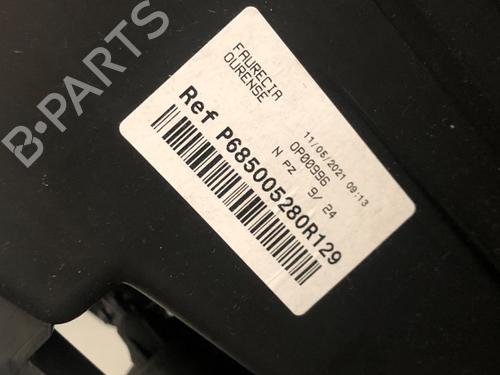 FAURECIA
OURENSE
11/05/2021 09:13
OP00996
N PZ 9/24
Ref P685005280R129
B-PARTS